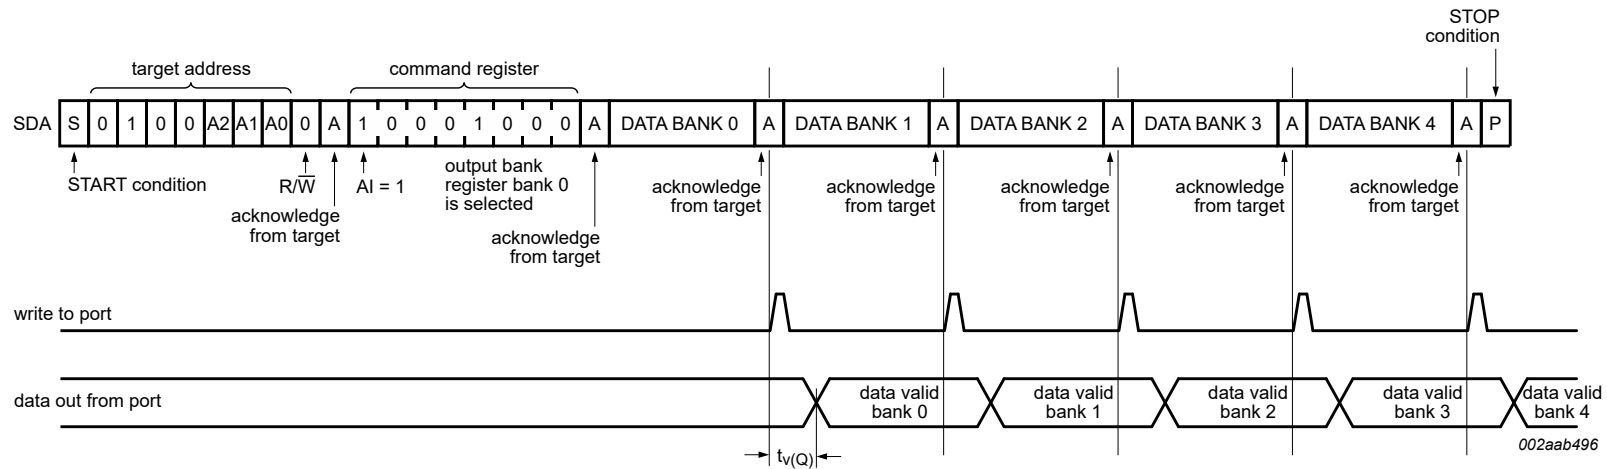 STOP
condition
target address
command register
SDA S 0 1 0 0 A2 A1 A0 0 A 1 0 0 0 1 0 0 0 A DATA BANK 0 A DATA BANK 1 A DATA BANK 2 A DATA BANK 3 A DATA BANK 4 A P
START condition
R/W̅
acknowledge
from target
AI = 1
output bank
register bank 0
is selected
acknowledge
from target
acknowledge
from target
acknowledge
from target
acknowledge
from target
acknowledge
from target
acknowledge
from target
write to port
data out from port
data valid
bank 0
data valid
bank 1
data valid
bank 2
data valid
bank 3
data valid
bank 4
tv(Q)
002aab496